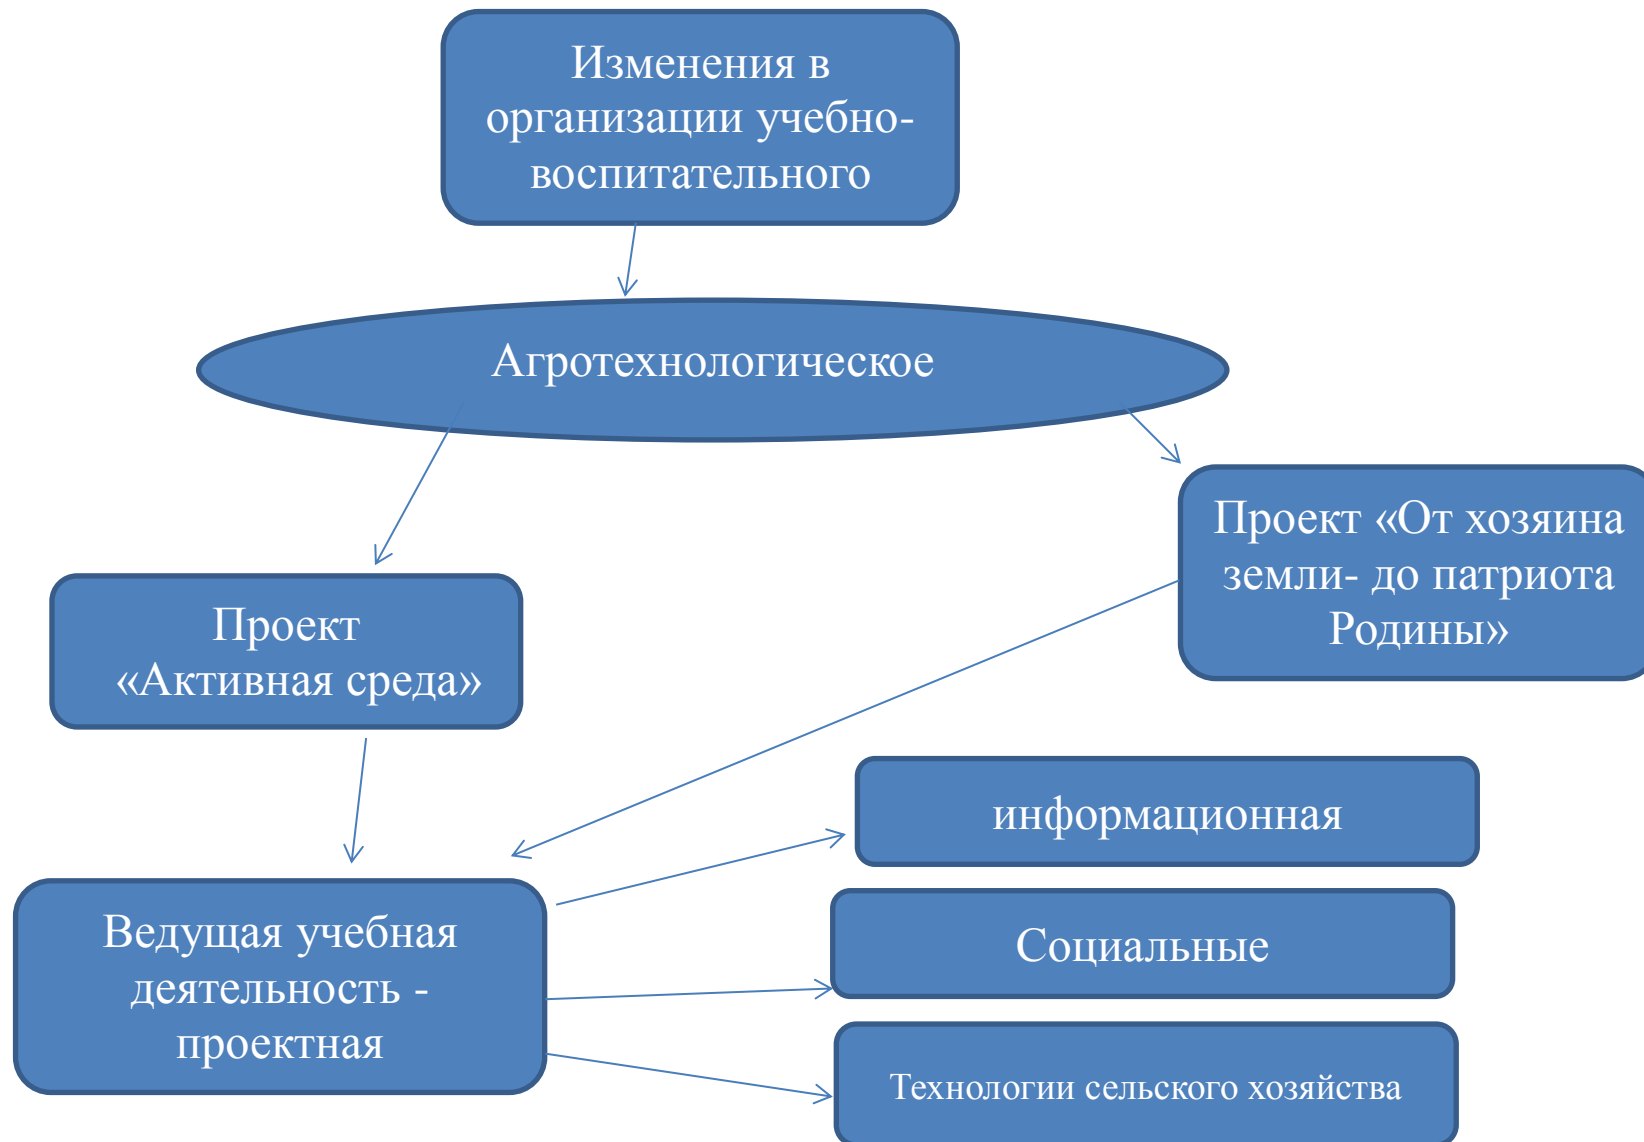 Изменения в
организации учебно-
воспитательного
Агротехнологическое
Проект «От хозяина
земли- до патриота
Родины»
Проект
«Активная среда»
информационная
Ведущая учебная
деятельность -
проектная
Социальные
Технологии сельского хозяйства